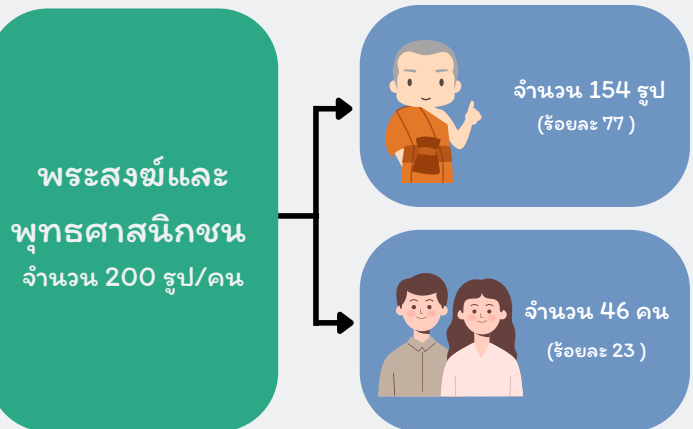 พระสงฆ์และ
พุทธศาสนิกชน
จำนวน 200 รูป/คน
จำนวน 154 รูป
(ร้อยละ 77 )
จำนวน 46 คน
(ร้อยละ 23 )